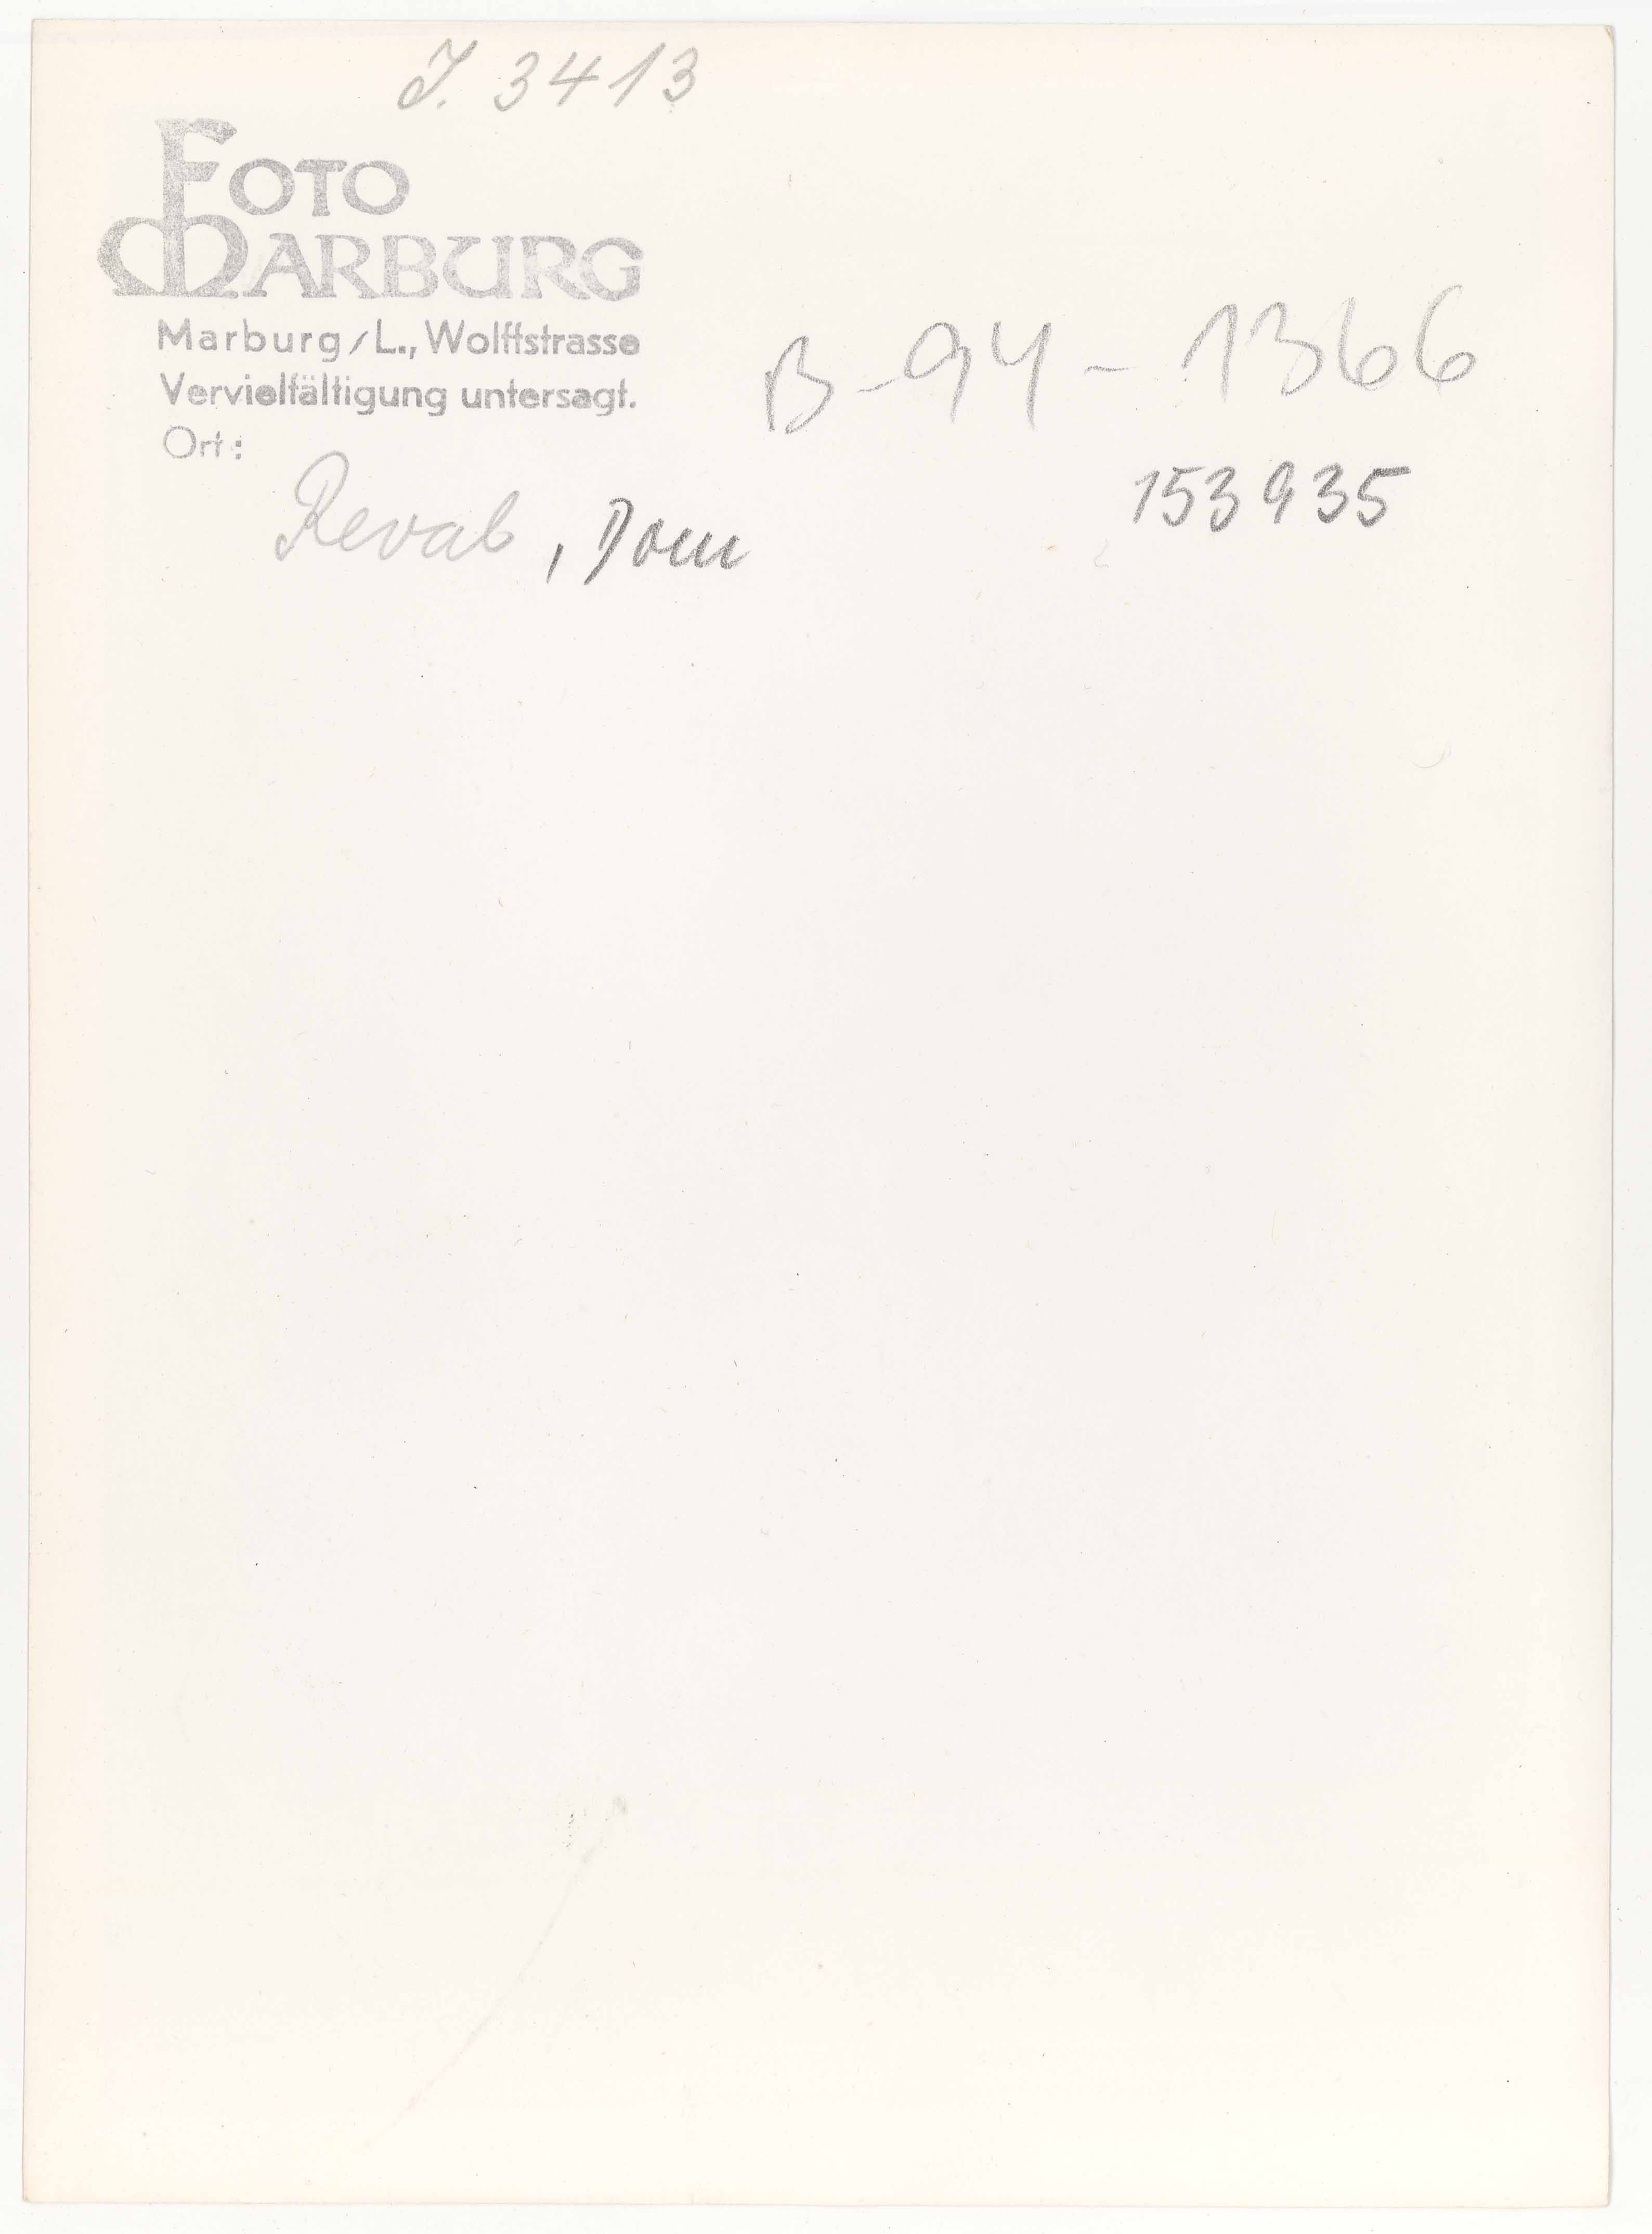 J. 3413
FOTO
MARBURG
Marburg/L., Wolffstrasse
Vervielfältigung untersagt.
Ort:
Reval, Dom
B-94-1366
153935